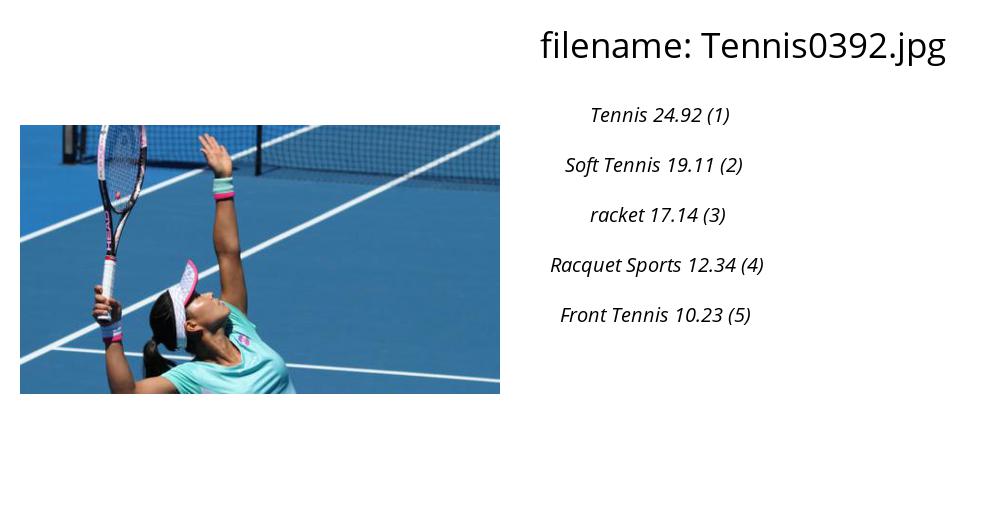 filename: Tennis0392.jpg
Tennis 24.92 (1)
Soft Tennis 19.11 (2)
racket 17.14 (3)
Racquet Sports 12.34 (4)
Front Tennis 10.23 (5)
HEAD